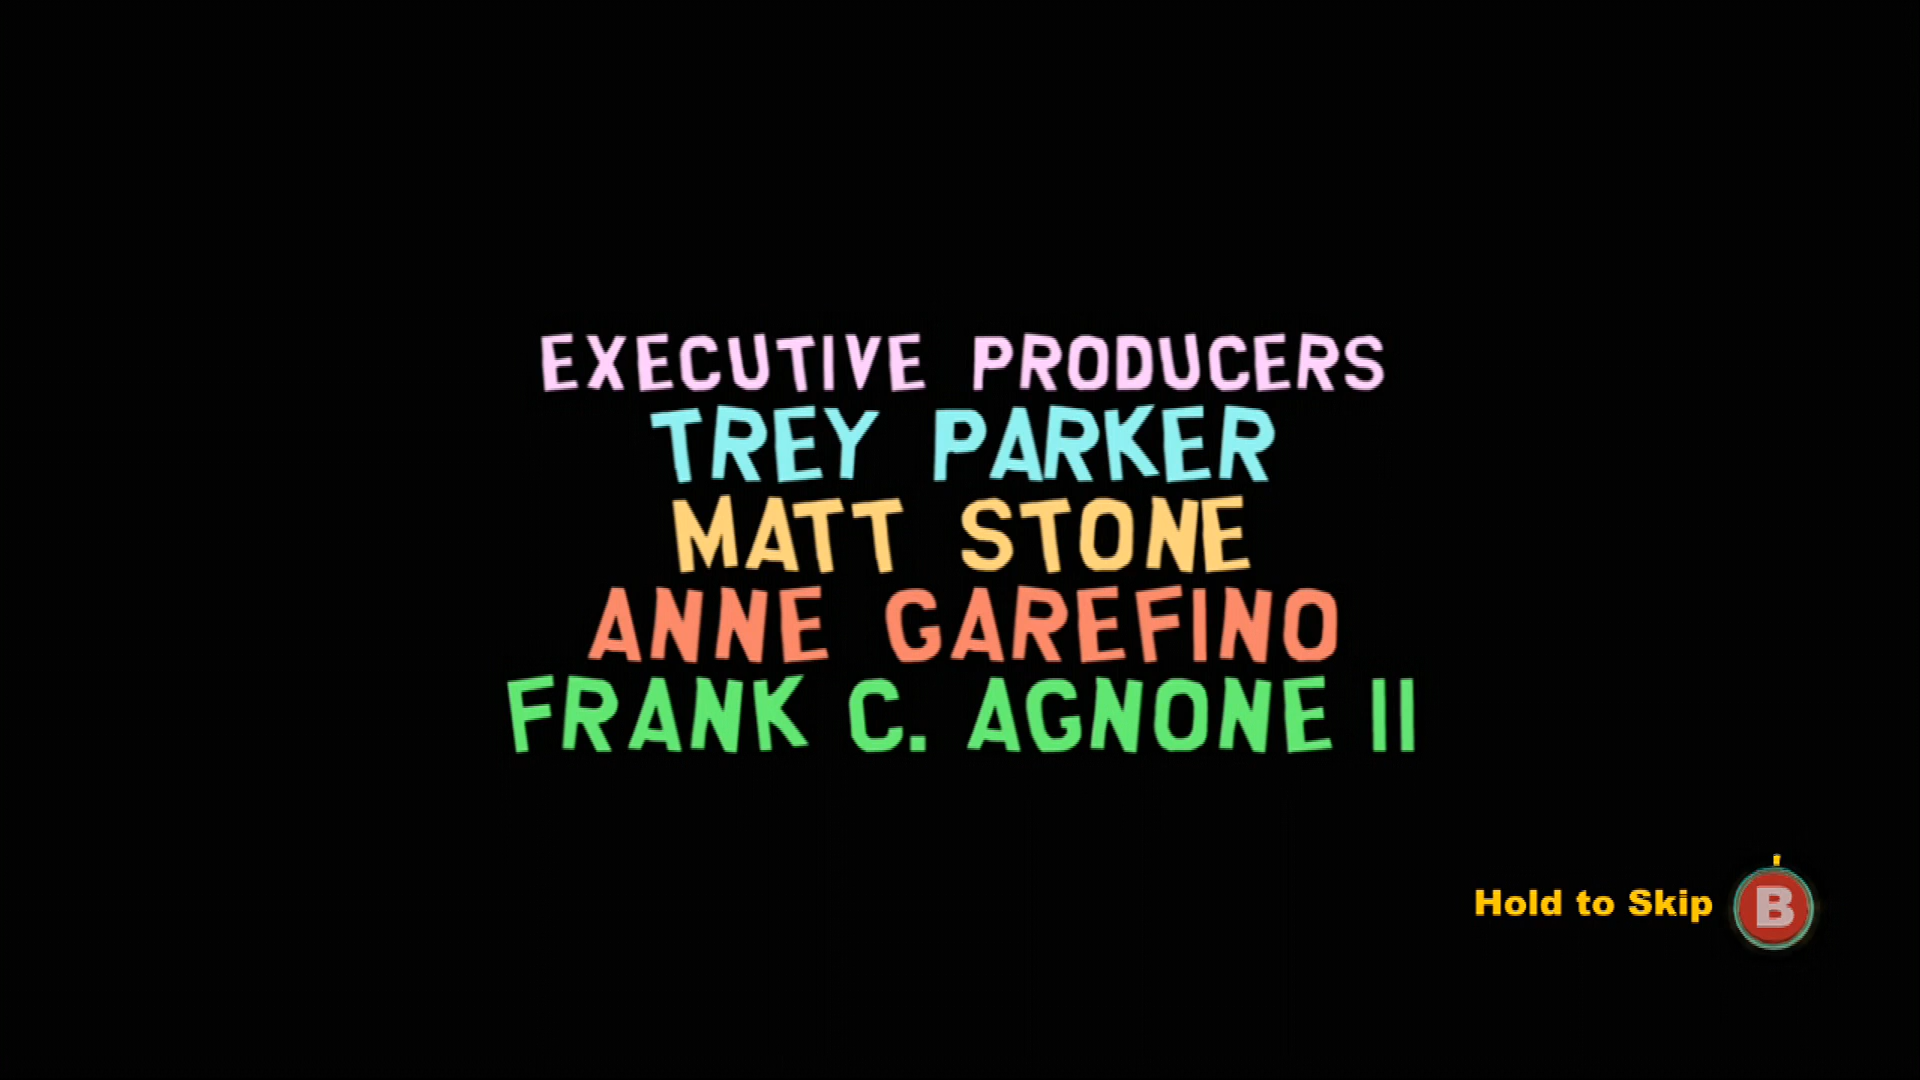 EXECUTIVE PRODUCERS
TREY PARKER
MATT STONE
ANNE GAREFINO
FRANK C. AGNONE II
Hold to Skip B